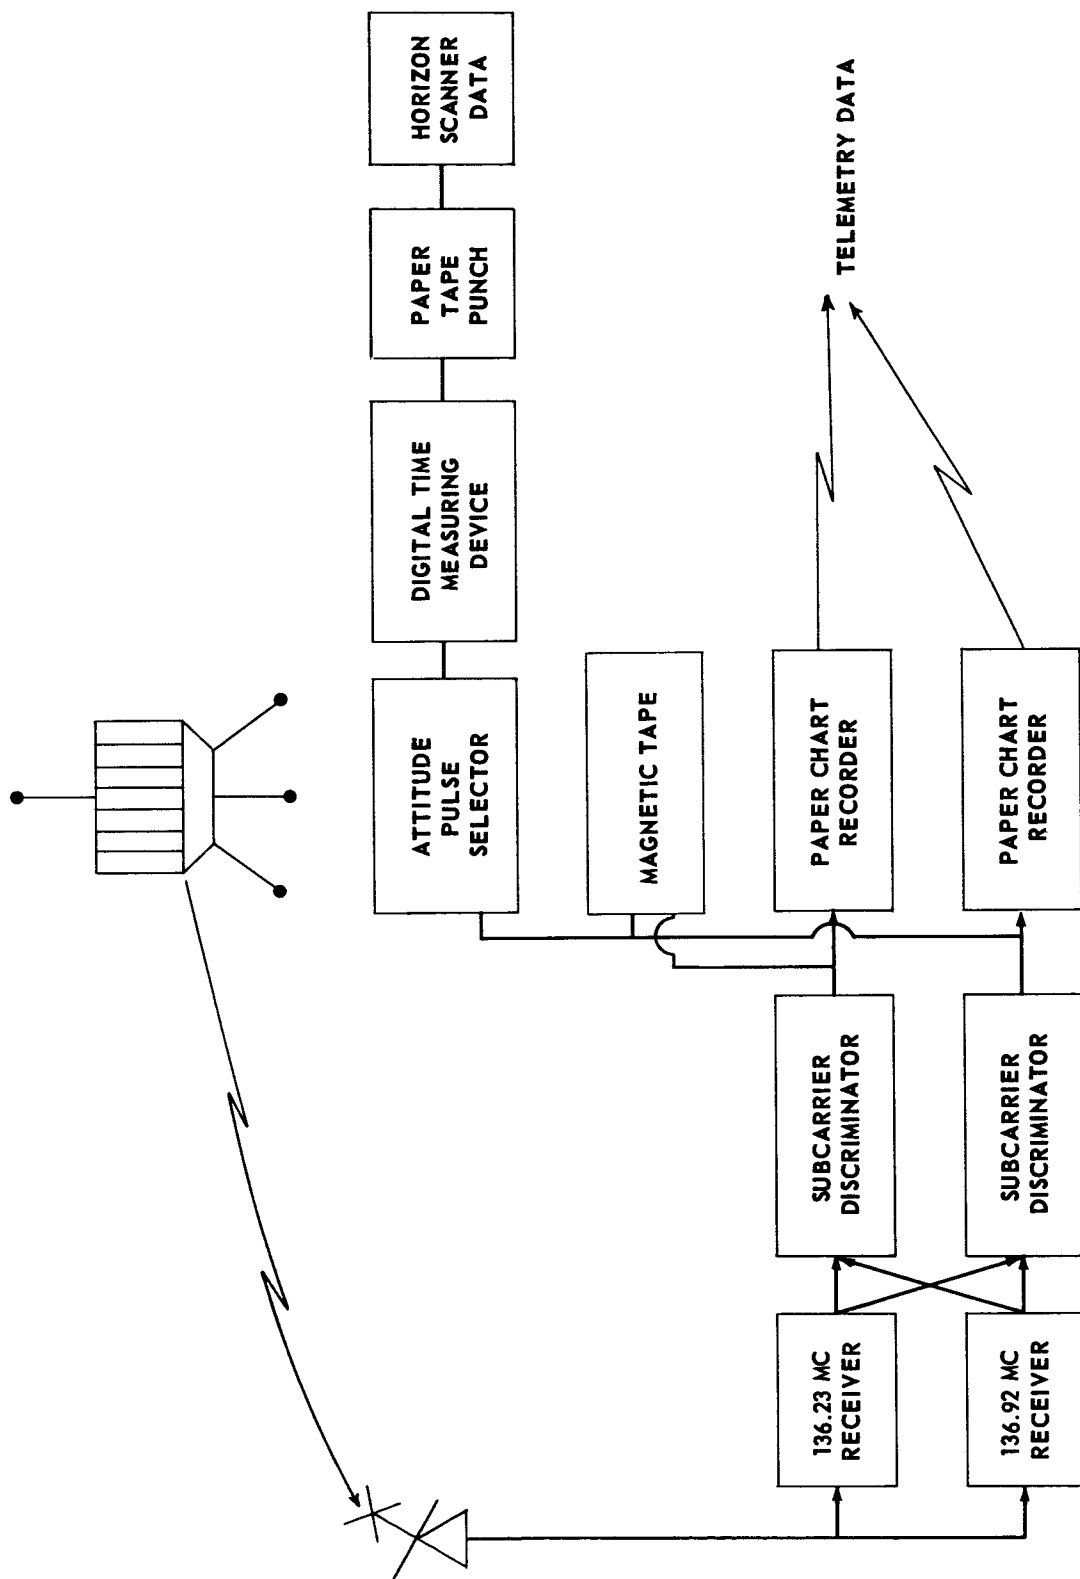 ATTITUDE
PULSE
SELECTOR
DIGITAL TIME
MEASURING
DEVICE
PAPER
TAPE
PUNCH
HORIZON
SCANNER
DATA
MAGNETIC TAPE
136.23 MC
RECEIVER
SUBCARRIER
DISCRIMINATOR
PAPER CHART
RECORDER
TELEMETRY DATA
136.92 MC
RECEIVER
SUBCARRIER
DISCRIMINATOR
PAPER CHART
RECORDER